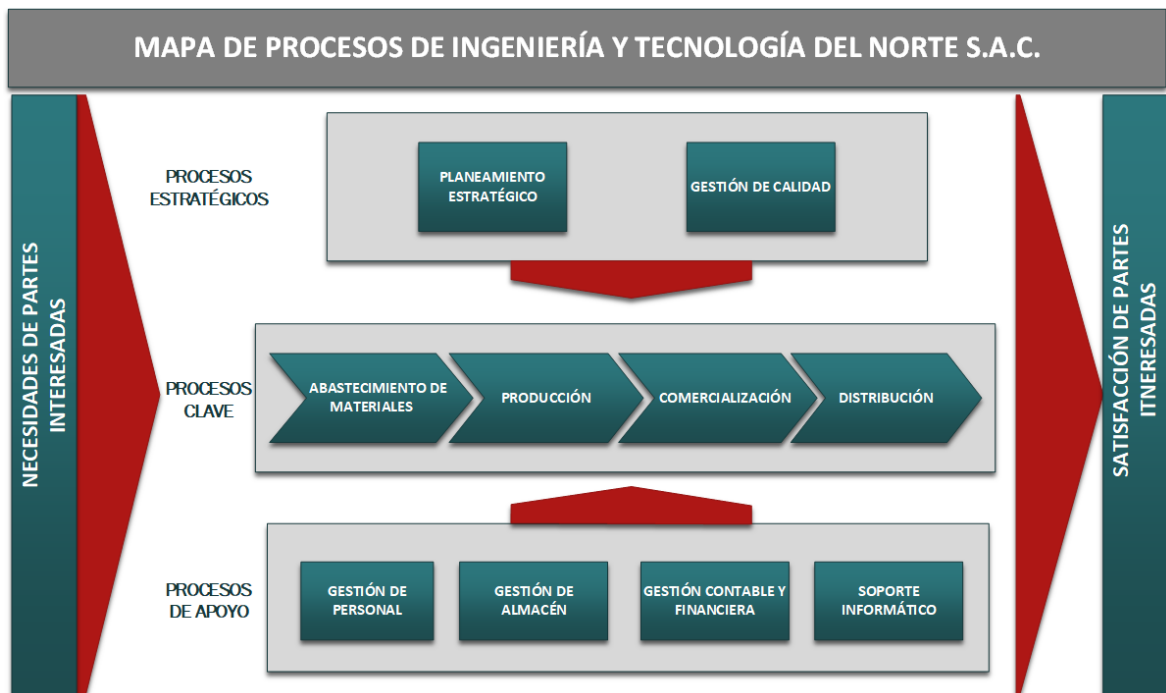 MAPA DE PROCESOS DE INGENIERÍA Y TECNOLOGÍA DEL NORTE S.A.C.
NECESIDADES DE PARTES
INTERESADAS
PROCESOS
ESTRATÉGICOS
PLANEAMIENTO
ESTRATÉGICO
GESTIÓN DE CALIDAD
PROCESOS
CLAVE
ABASTECIMIENTO DE
MATERIALES
PRODUCCIÓN
COMERCIALIZACIÓN
DISTRIBUCIÓN
PROCESOS
DE APOYO
GESTIÓN DE
PERSONAL
GESTIÓN DE
ALMACÉN
GESTIÓN CONTABLE Y
FINANCIERA
SOPORTE
INFORMÁTICO
SATISFACCIÓN DE PARTES
ITNERESADAS